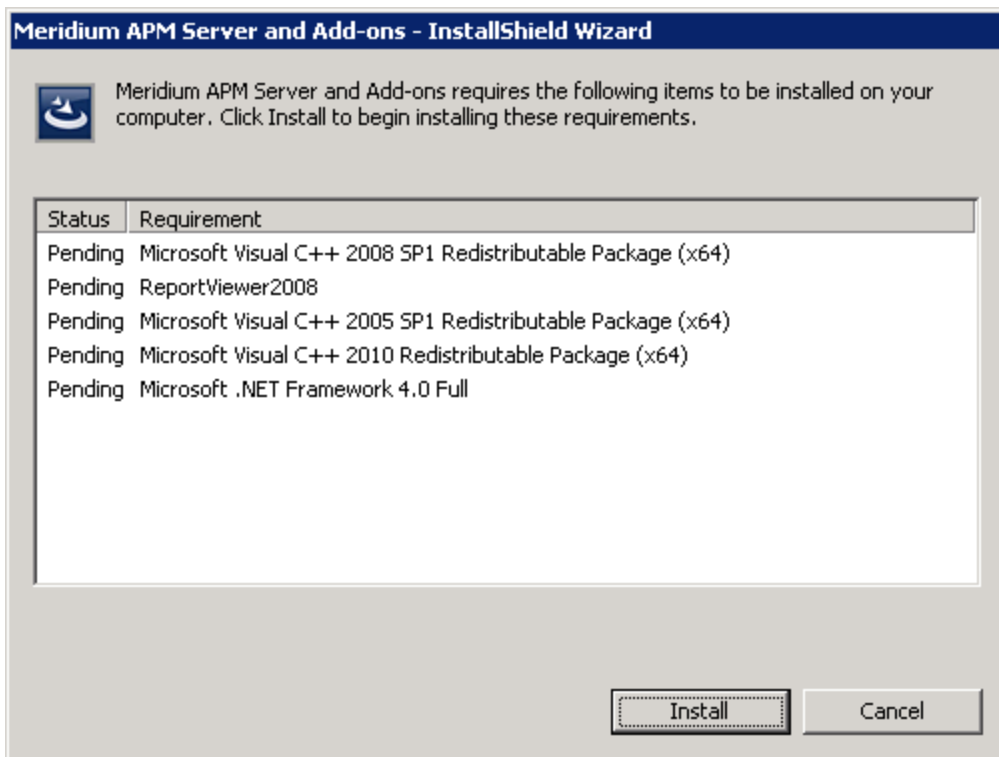 Meridium APM Server and Add-ons - InstallShield Wizard
Meridium APM Server and Add-ons requires the following items to be installed on your
computer. Click Install to begin installing these requirements.
Status Requirement
Pending Microsoft Visual C++ 2008 SP1 Redistributable Package (x64)
Pending ReportViewer2008
Pending Microsoft Visual C++ 2005 SP1 Redistributable Package (x64)
Pending Microsoft Visual C++ 2010 Redistributable Package (x64)
Pending Microsoft .NET Framework 4.0 Full
Install Cancel